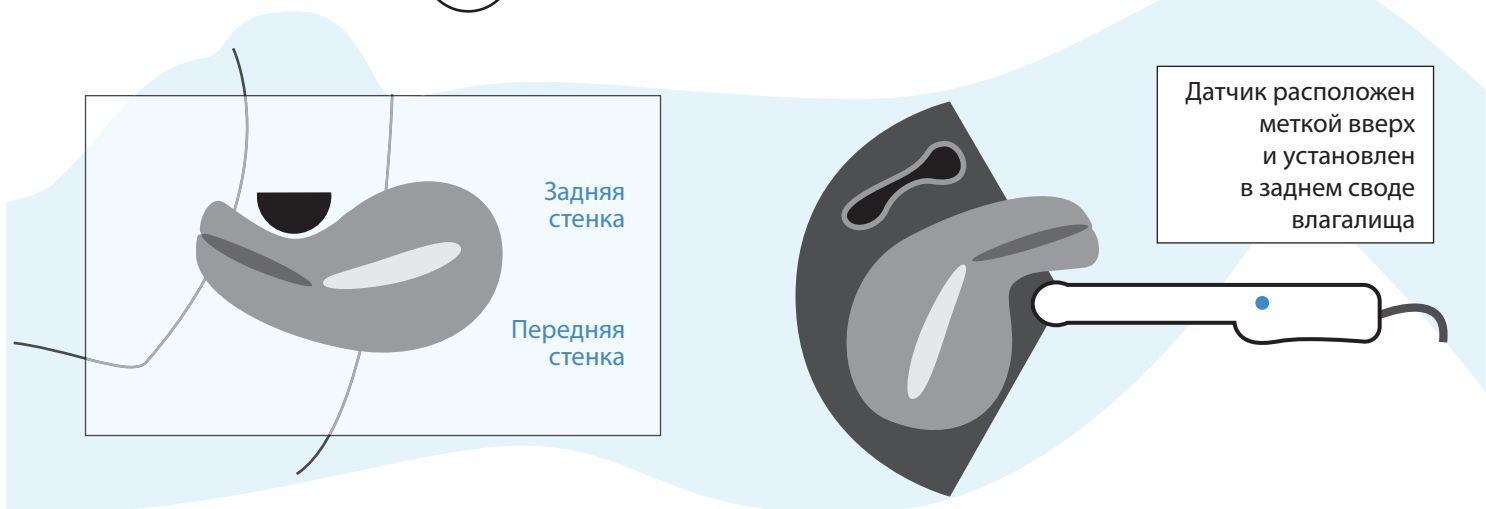 Задняя
стенка
Передняя
стенка
Датчик расположен
меткой вверх
и установлен
в заднем своде
влагалища